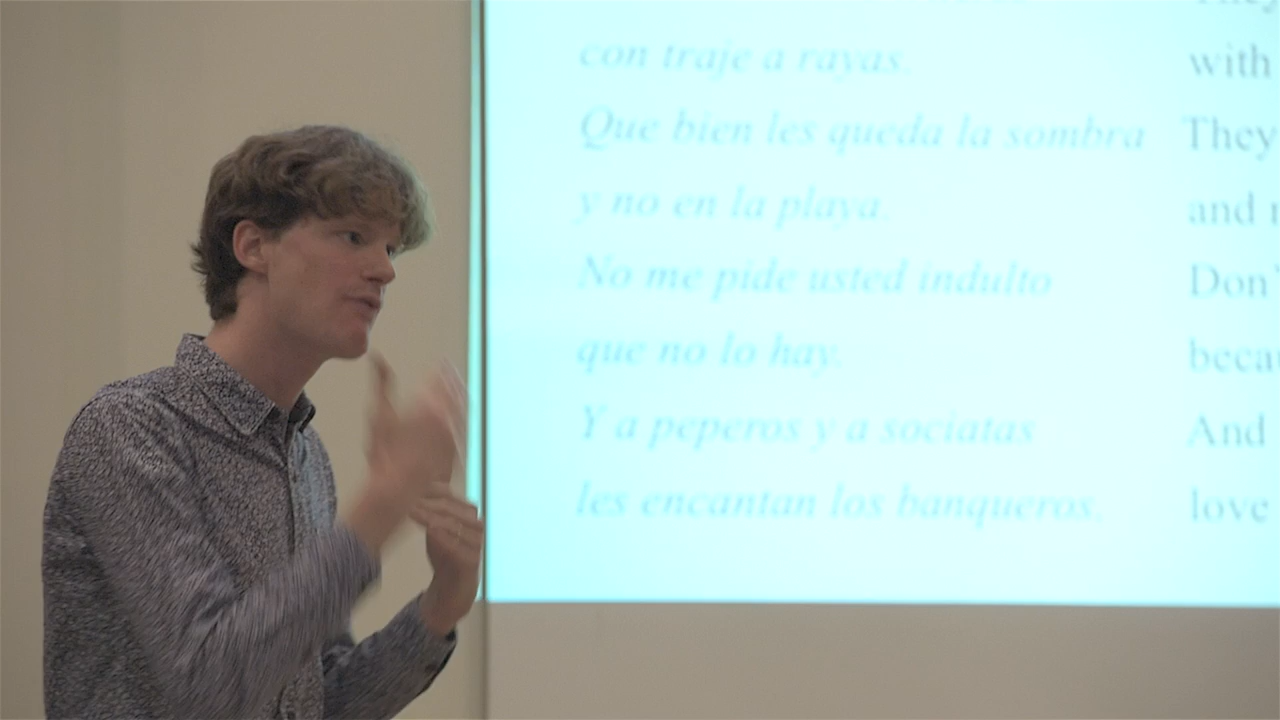 They
con traje a rayas. with
Que bien les queda la sombra They
y no en la playa. and
No me pide usted indulto Don'
que no lo hay. beca
Y a peperos y a sociatas And
les encantan los banqueros. love